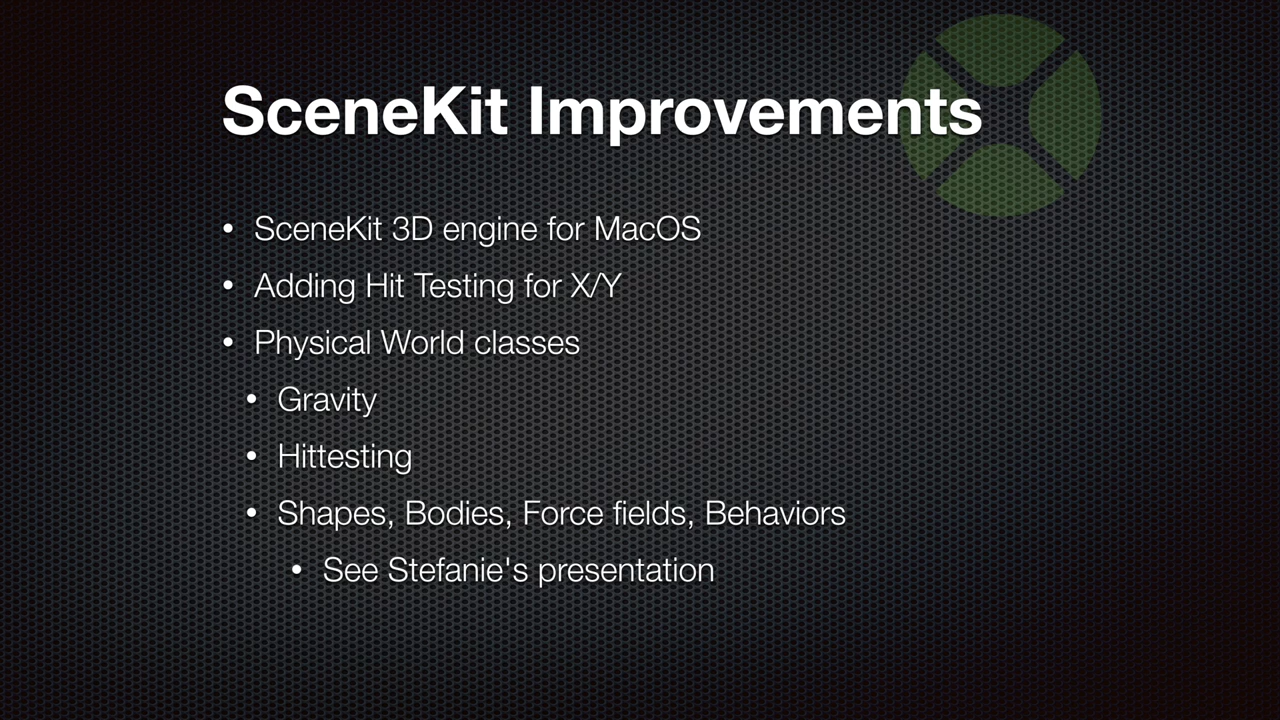 SceneKit Improvements
• SceneKit 3D engine for MacOS
• Adding Hit Testing for X/Y
• Physical World classes
• Gravity
• Hittesting
• Shapes, Bodies, Force fields, Behaviors
• See Stefanie's presentation